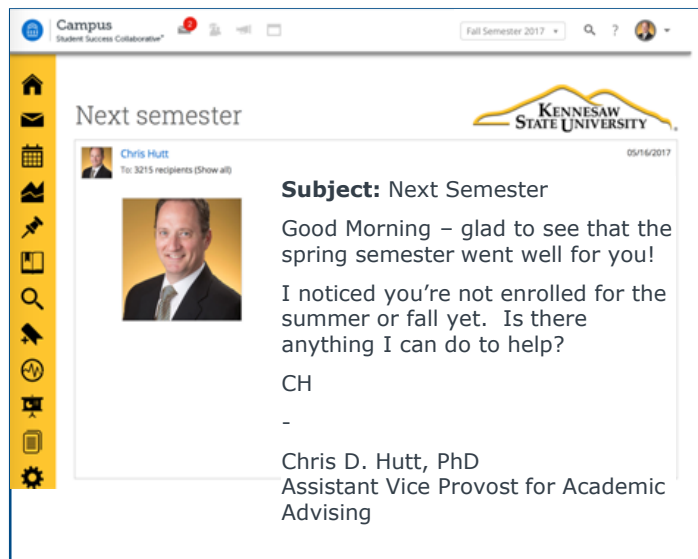 Campus
Student Success Collaborative™
2
Fall Semester 2017
?
Next semester
KENNESAW
STATE UNIVERSITY
Chris Hutt
05/16/2017
To: 3215 recipients (Show all)
Subject: Next Semester
Good Morning – glad to see that the
spring semester went well for you!
I noticed you’re not enrolled for the
summer or fall yet.  Is there
anything I can do to help?
CH
-
Chris D. Hutt, PhD
Assistant Vice Provost for Academic
Advising